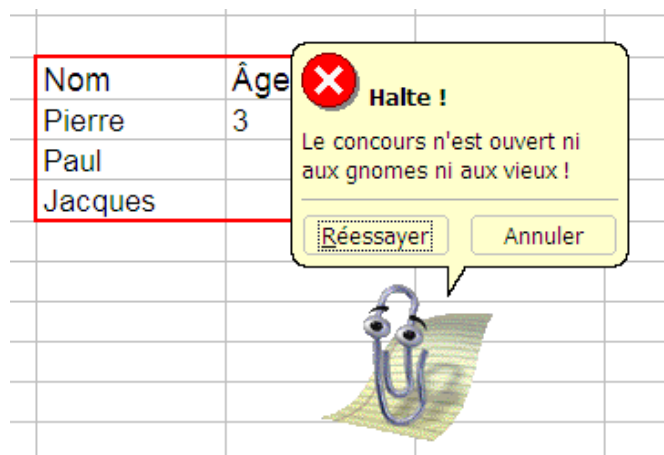 Nom Âge
Pierre 3
Paul
Jacques
Halte !
Le concours n'est ouvert ni
aux gnomes ni aux vieux !
Réessayer Annuler